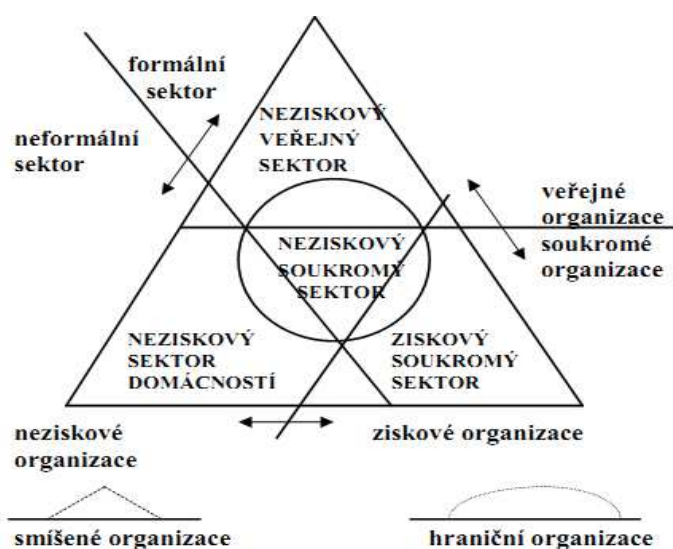 formální
sektor
neformální
sektor
NEZISKOVÝ
VEŘEJNÝ
SEKTOR
veřejné
organizace
soukromé
organizace
NEZISKOVÝ
SOUKROMÝ
SEKTOR
NEZISKOVÝ
SEKTOR
DOMÁCNOSTÍ
ZISKOVÝ
SOUKROMÝ
SEKTOR
neziskové
organizace
ziskové organizace
smíšené organizace
hraniční organizace